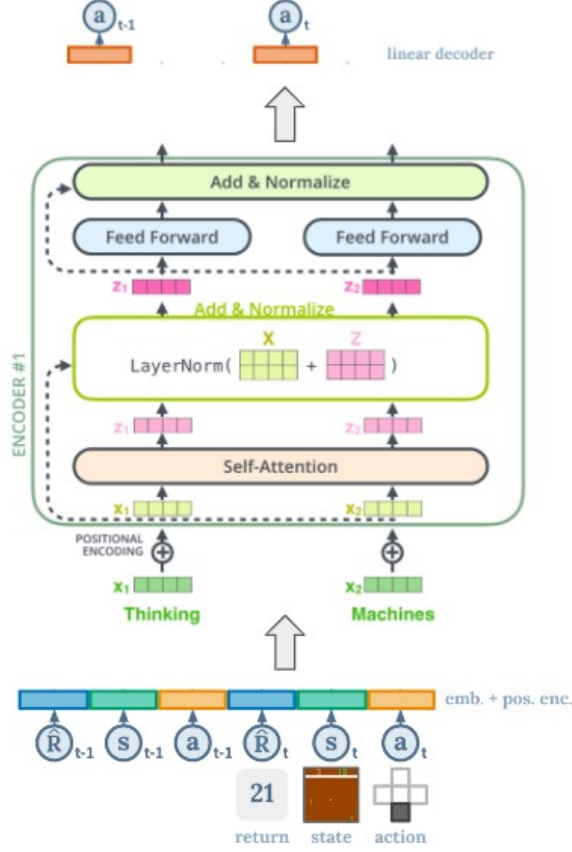 a t-1 a t
linear decoder
Add & Normalize
Feed Forward Feed Forward
z1 z2
Add & Normalize
X Z
LayerNorm( + )
z1 z2
Self-Attention
x1 x2
ENCODER #1
POSITIONAL
ENCODING
x1 x2
Thinking Machines
emb. + pos. enc.
R̂ t-1 s t-1 a t-1 R̂ t s t a t
21
return state action